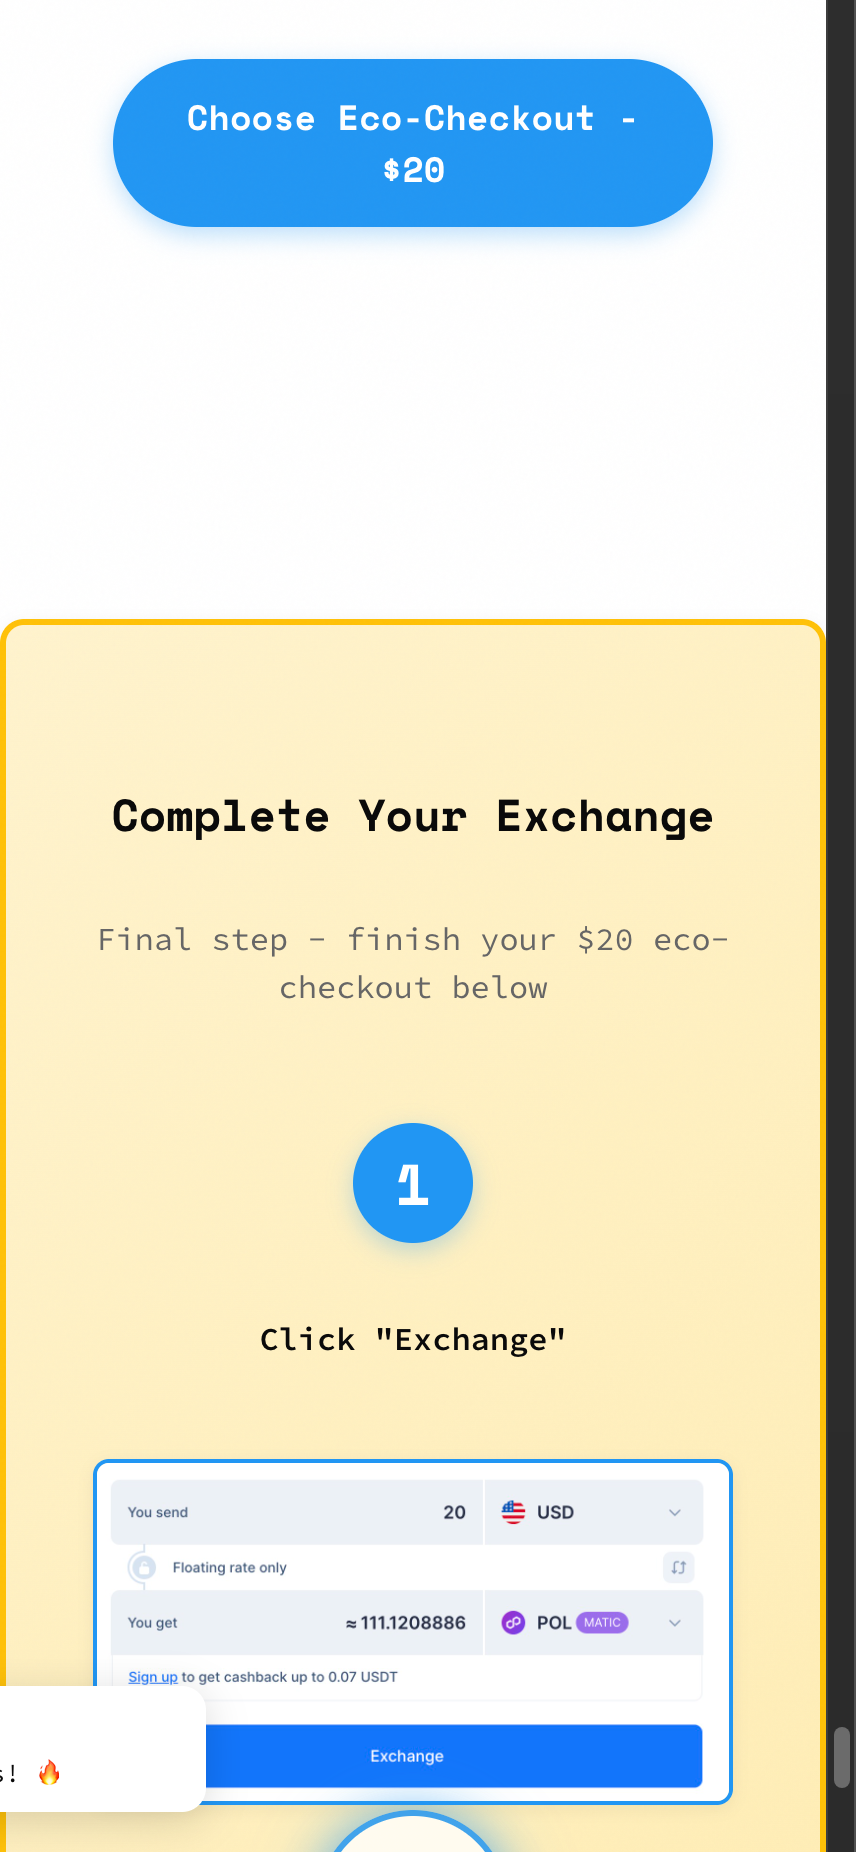 Choose Eco-Checkout -
$20
Complete Your Exchange
Final step - finish your $20 eco-
checkout below
1
Click "Exchange"
You send 20 USD
Floating rate only
You get ≈ 111.1208886 POL MATIC
Sign up to get cashback up to 0.07 USDT
s! 🔥
Exchange